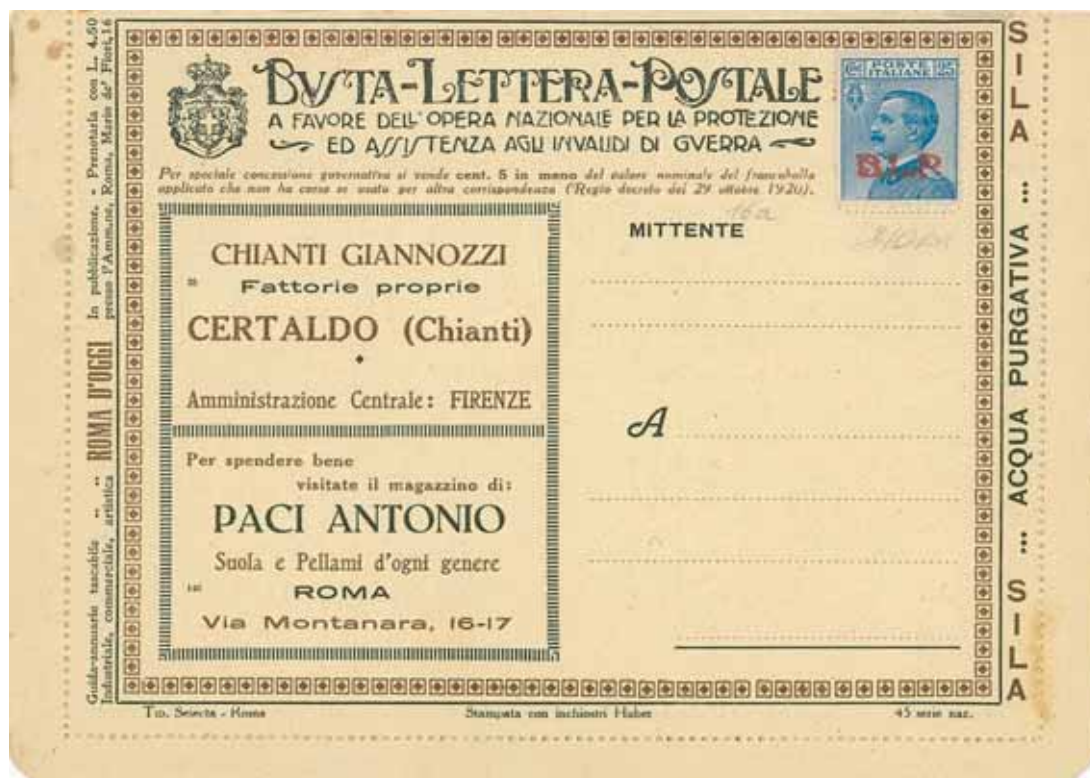 BUSTA-LETTERA-POSTALE
A FAVORE DELL'OPERA NAZIONALE PER LA PROTEZIONE
ED ASSISTENZA AGLI INVALIDI DI GUERRA
Per speciale concessione governativa si vende cent. 5 in meno del valore nominale del francobollo
applicato che non ha corso se usato per altra corrispondenza (Regio decreto del 29 ottobre 1920).
POSTE
ITALIANE
25
B.L.P.
16a
CHIANTI GIANNOZZI
Fattorie proprie
CERTALDO (Chianti)
Amministrazione Centrale: FIRENZE
Per spendere bene
visitate il magazzino di:
PACI ANTONIO
Suola e Pellami d'ogni genere
ROMA
Via Montanara, 16-17
MITTENTE
A
SILA ... ACQUA PURGATIVA ... SILA
Guida-annuario tascabile -- -- ROMA D'OGGI In pubblicazione. - Prenotarla con L. 4.50
Industriale, commerciale, artistica presso l'Amm.ne, Roma, Mario de' Fiori, 16
Tip. Selecta - Roma
Stampata con inchiostri Huber
45 serie naz.